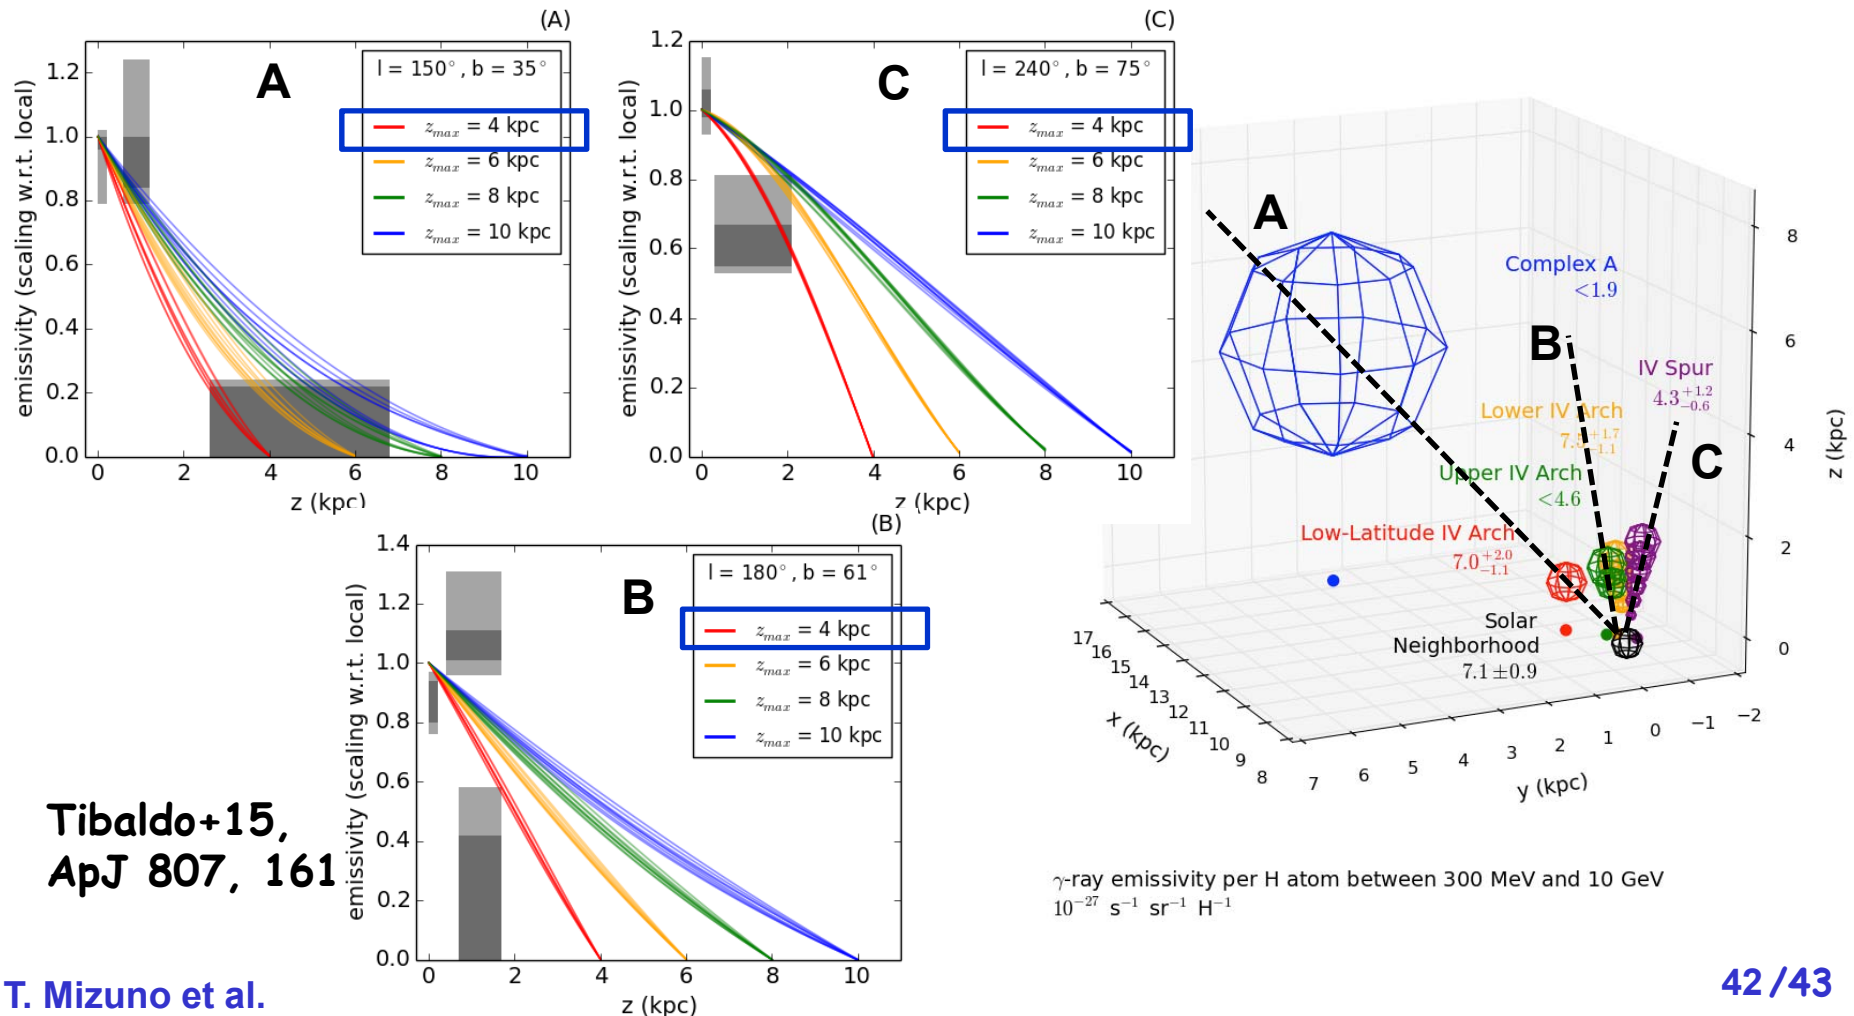 (A)
A
l = 150°, b = 35°
z_max = 4 kpc
z_max = 6 kpc
z_max = 8 kpc
z_max = 10 kpc
emissivity (scaling w.r.t. local)
1.2
1.0
0.8
0.6
0.4
0.2
0.0
0 2 4 6 8 10
z (kpc)
(C)
C
l = 240°, b = 75°
z_max = 4 kpc
z_max = 6 kpc
z_max = 8 kpc
z_max = 10 kpc
emissivity (scaling w.r.t. local)
1.2
1.0
0.8
0.6
0.4
0.2
0.0
0 2 4 6 8 10
z (kpc)
(B)
B
l = 180°, b = 61°
z_max = 4 kpc
z_max = 6 kpc
z_max = 8 kpc
z_max = 10 kpc
emissivity (scaling w.r.t. local)
1.4
1.2
1.0
0.8
0.6
0.4
0.2
0.0
0 2 4 6 8 10
z (kpc)
A
Complex A
<1.9
B
IV Spur
4.3 +1.2 −0.6
Lower IV Arch
7.5 +1.7 −1.1
C
Upper IV Arch
<4.6
Low-Latitude IV Arch
7.0 +2.0 −1.1
Solar
Neighborhood
7.1±0.9
8
6
4
2
0
z (kpc)
17 16 15 14 13 12 11 10 9 8
x (kpc)
7 6 5 4 3 2 1 0 −1 −2
y (kpc)
γ-ray emissivity per H atom between 300 MeV and 10 GeV
10⁻²⁷ s⁻¹ sr⁻¹ H⁻¹
Tibaldo+15,
ApJ 807, 161
T. Mizuno et al.
42/43